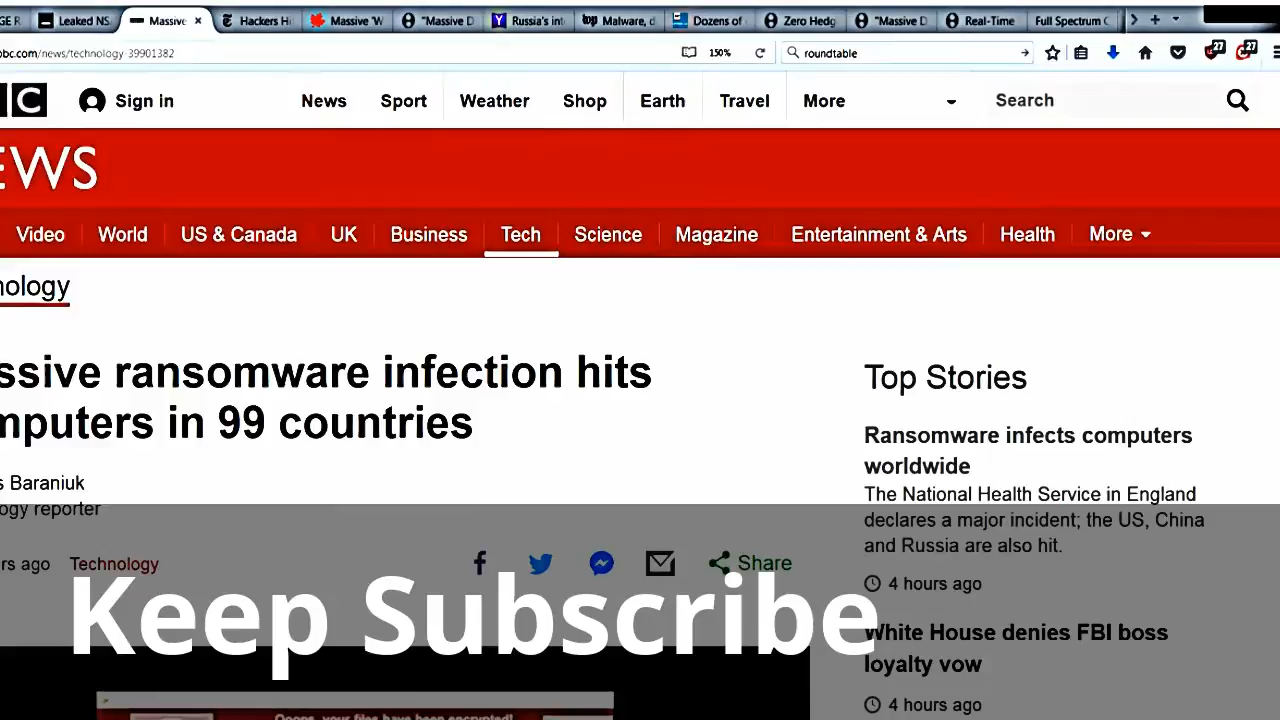 GE R
Leaked NS
Massive
Hackers Hi
Massive 'W
"Massive D
Russia's int
Malware, d
Dozens of
Zero Hedg
"Massive D
Real-Time
Full Spectrum C
bbc.com/news/technology-39901382
150%
roundtable
27
27
C
Sign in
News
Sport
Weather
Shop
Earth
Travel
More
Search
EWS
Video
World
US & Canada
UK
Business
Tech
Science
Magazine
Entertainment & Arts
Health
More
nology
ssive ransomware infection hits
mputers in 99 countries
s Baraniuk
ogy reporter
rs ago
Technology
Share
Keep Subscribe
Top Stories
Ransomware infects computers
worldwide
The National Health Service in England
declares a major incident; the US, China
and Russia are also hit.
4 hours ago
White House denies FBI boss
loyalty vow
4 hours ago
Ooops, your files have been encrypted!